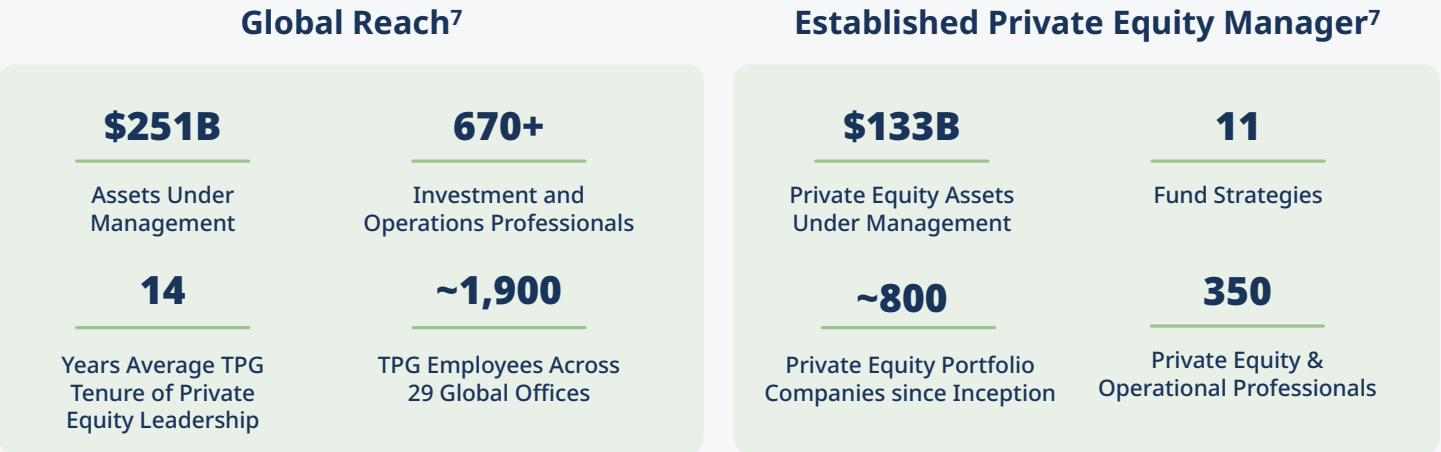 Global Reach⁷
$251B
Assets Under
Management
670+
Investment and
Operations Professionals
14
Years Average TPG
Tenure of Private
Equity Leadership
~1,900
TPG Employees Across
29 Global Offices
Established Private Equity Manager⁷
$133B
Private Equity Assets
Under Management
11
Fund Strategies
~800
Private Equity Portfolio
Companies since Inception
350
Private Equity &
Operational Professionals